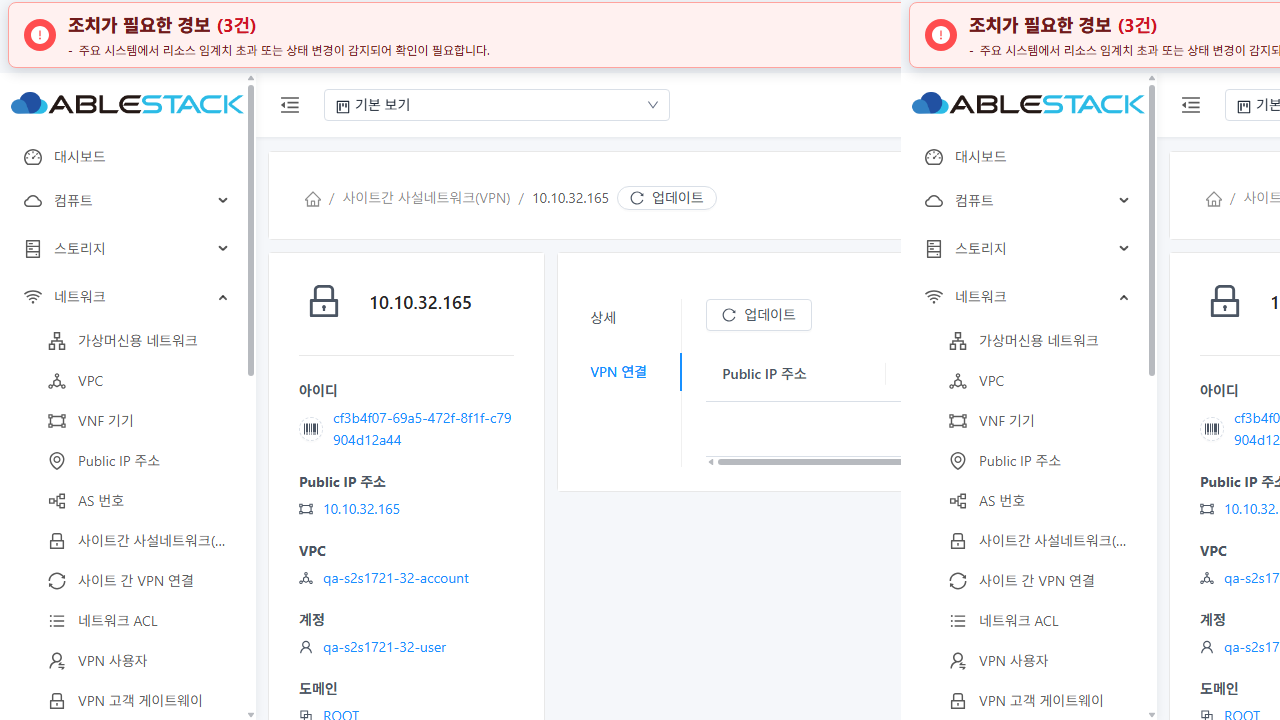 조치가 필요한 경보 (3건)
- 주요 시스템에서 리소스 임계치 초과 또는 상태 변경이 감지되어 확인이 필요합니다.
ABLESTACK
기본 보기
대시보드
컴퓨트
스토리지
네트워크
가상머신용 네트워크
VPC
VNF 기기
Public IP 주소
AS 번호
사이트간 사설네트워크(...
사이트 간 VPN 연결
네트워크 ACL
VPN 사용자
VPN 고객 게이트웨이
/ 사이트간 사설네트워크(VPN) / 10.10.32.165 업데이트
10.10.32.165
아이디
cf3b4f07-69a5-472f-8f1f-c79
904d12a44
Public IP 주소
10.10.32.165
VPC
qa-s2s1721-32-account
계정
qa-s2s1721-32-user
도메인
ROOT
상세
VPN 연결
업데이트
Public IP 주소
조치가 필요한 경보 (3건)
- 주요 시스템에서 리소스 임계치 초과 또는 상태 변경이 감지되
ABLESTACK
기본
대시보드
컴퓨트
스토리지
네트워크
가상머신용 네트워크
VPC
VNF 기기
Public IP 주소
AS 번호
사이트간 사설네트워크(...
사이트 간 VPN 연결
네트워크 ACL
VPN 사용자
VPN 고객 게이트웨이
/ 사이트
1
아이디
cf3b4f0
904d12
Public IP 주소
10.10.32.
VPC
qa-s2s17
계정
qa-s2s17
도메인
ROOT